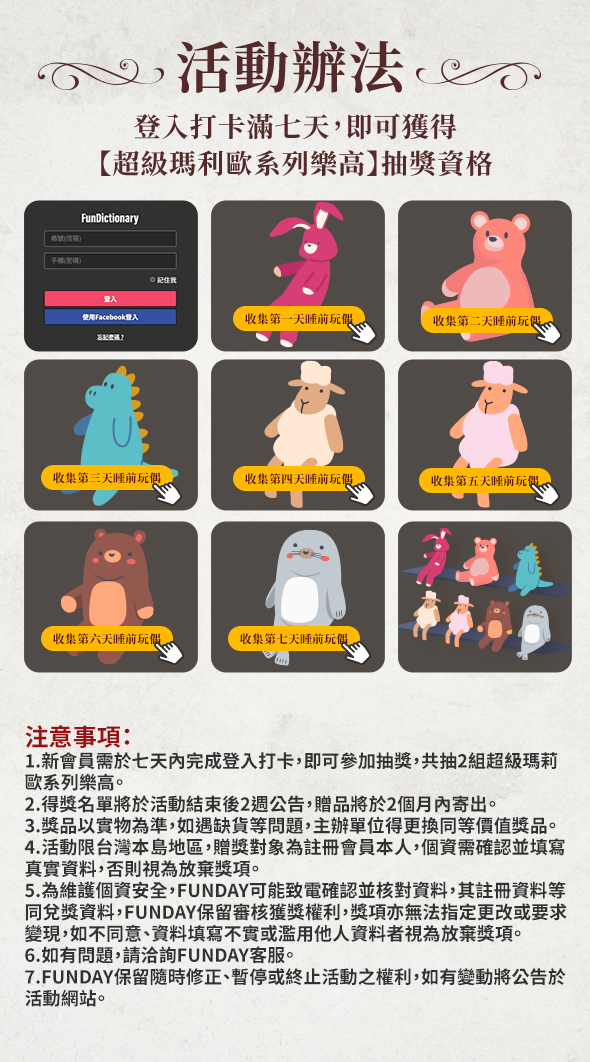 活動辦法
登入打卡滿七天,即可獲得
【超級瑪利歐系列樂高】抽獎資格
FunDictionary
帳號(信箱)
手機(密碼)
記住我
登入
使用Facebook登入
忘記密碼?
收集第一天睡前玩偶
收集第二天睡前玩偶
收集第三天睡前玩偶
收集第四天睡前玩偶
收集第五天睡前玩偶
收集第六天睡前玩偶
收集第七天睡前玩偶
注意事項:
1.新會員需於七天內完成登入打卡,即可參加抽獎,共抽2組超級瑪莉
歐系列樂高。
2.得獎名單將於活動結束後2週公告,贈品將於2個月內寄出。
3.獎品以實物為準,如遇缺貨等問題,主辦單位得更換同等價值獎品。
4.活動限台灣本島地區,贈獎對象為註冊會員本人,個資需確認並填寫
真實資料,否則視為放棄獎項。
5.為維護個資安全,FUNDAY可能致電確認並核對資料,其註冊資料等
同兌獎資料,FUNDAY保留審核獲獎權利,獎項亦無法指定更改或要求
變現,如不同意、資料填寫不實或濫用他人資料者視為放棄獎項。
6.如有問題,請洽詢FUNDAY客服。
7.FUNDAY保留隨時修正、暫停或終止活動之權利,如有變動將公告於
活動網站。